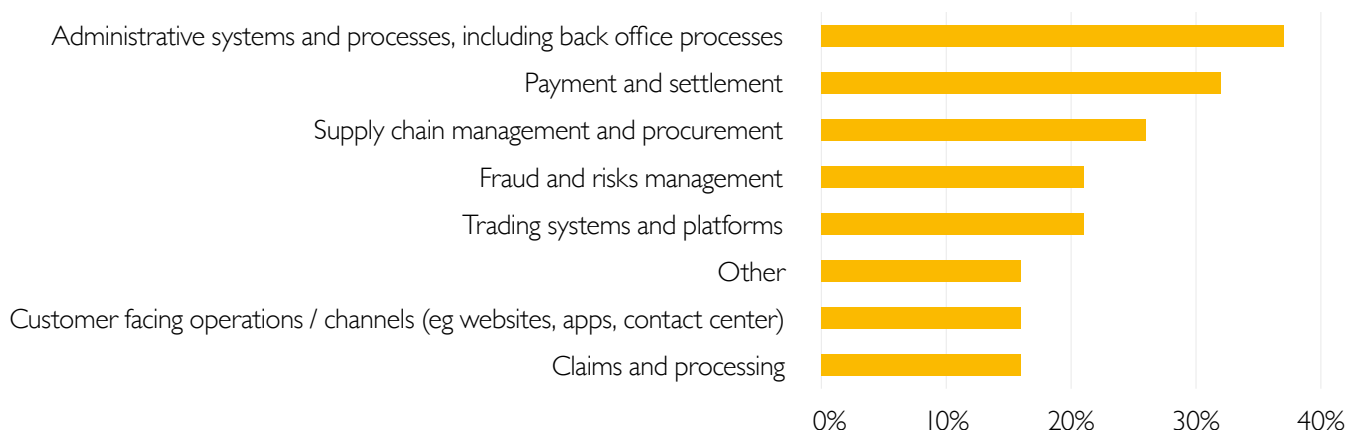 Administrative systems and processes, including back office processes
Payment and settlement
Supply chain management and procurement
Fraud and risks management
Trading systems and platforms
Other
Customer facing operations / channels (eg websites, apps, contact center)
Claims and processing
0% 10% 20% 30% 40%